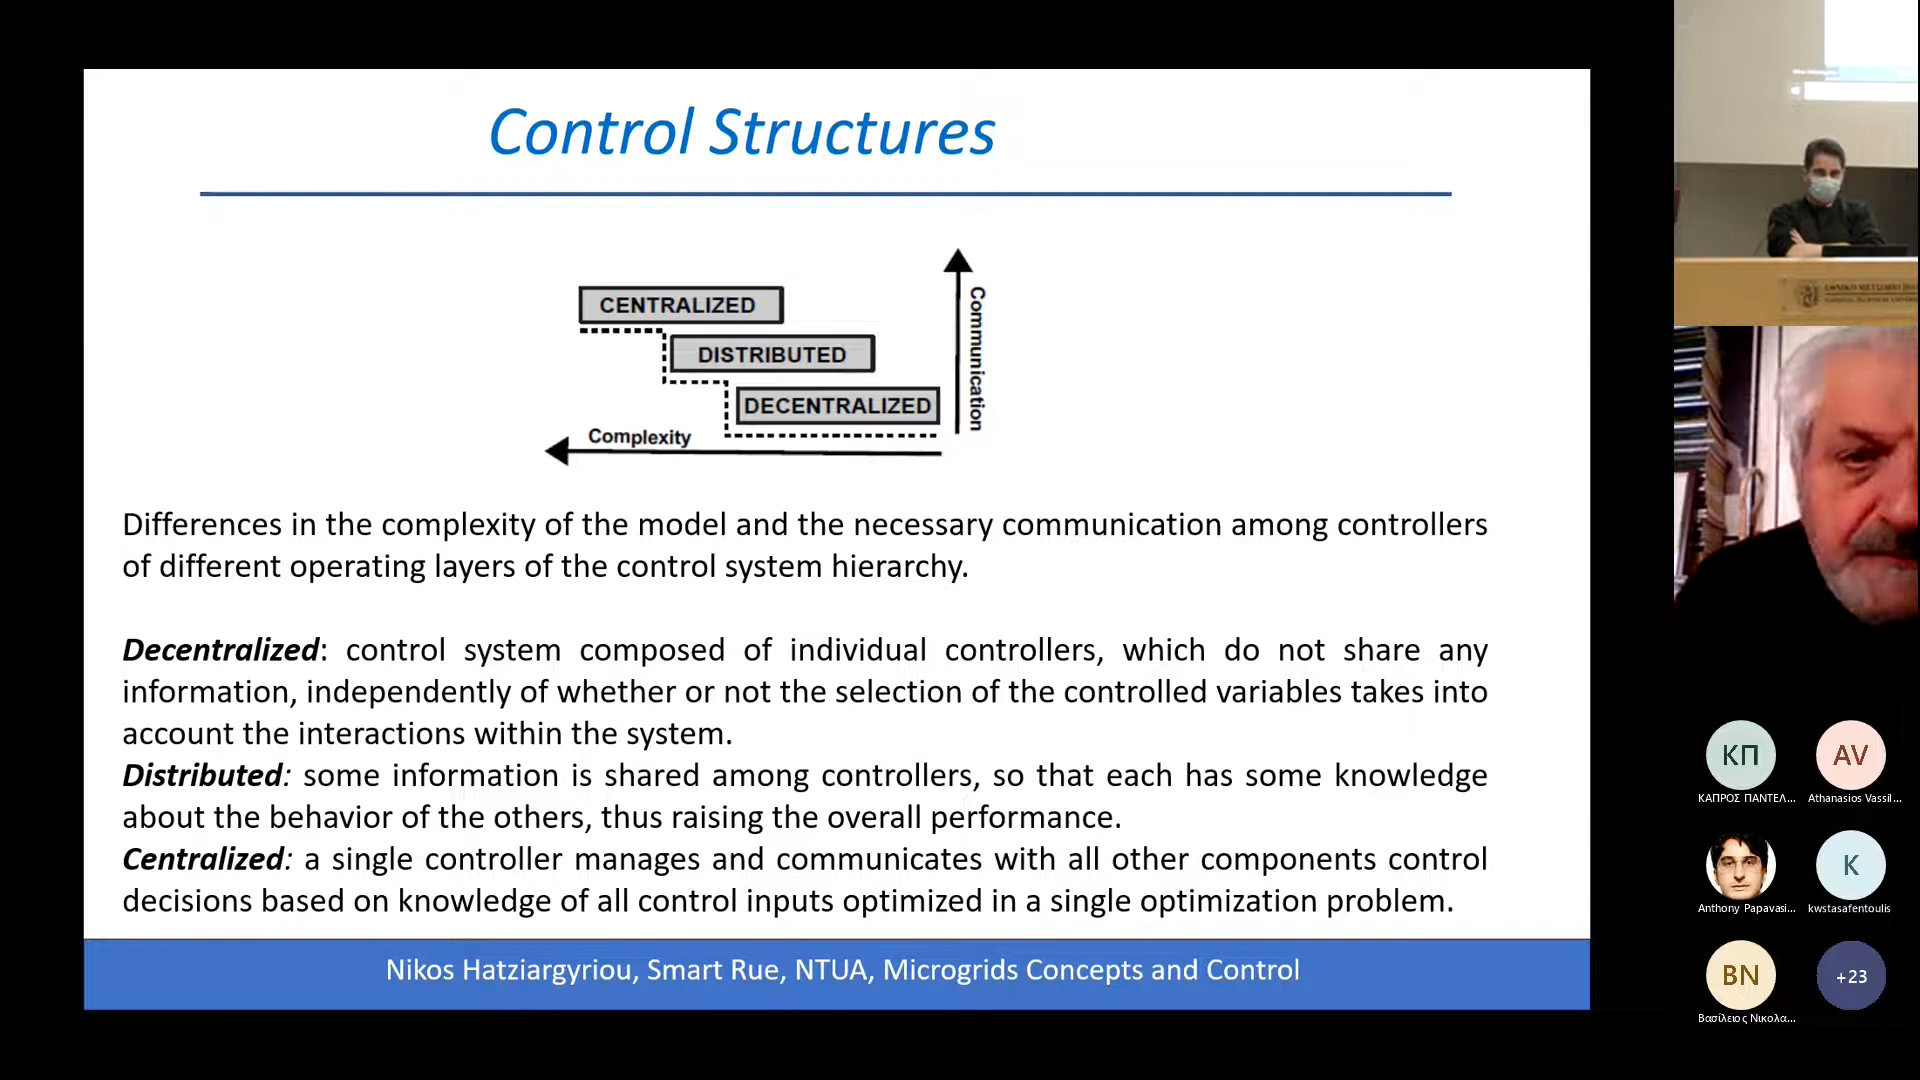 Control Structures
CENTRALIZED
DISTRIBUTED
DECENTRALIZED
Communication
Complexity
Differences in the complexity of the model and the necessary communication among controllers
of different operating layers of the control system hierarchy.
Decentralized: control system composed of individual controllers, which do not share any
information, independently of whether or not the selection of the controlled variables takes into
account the interactions within the system.
Distributed: some information is shared among controllers, so that each has some knowledge
about the behavior of the others, thus raising the overall performance.
Centralized: a single controller manages and communicates with all other components control
decisions based on knowledge of all control inputs optimized in a single optimization problem.
Nikos Hatziargyriou, Smart Rue, NTUA, Microgrids Concepts and Control
ΚΠ
ΚΑΠΡΟΣ ΠΑΝΤΕΛ...
AV
Athanasios Vassil...
Anthony Papavasi...
K
kwstasafentoulis
BN
Βασίλειος Νικολα...
+23